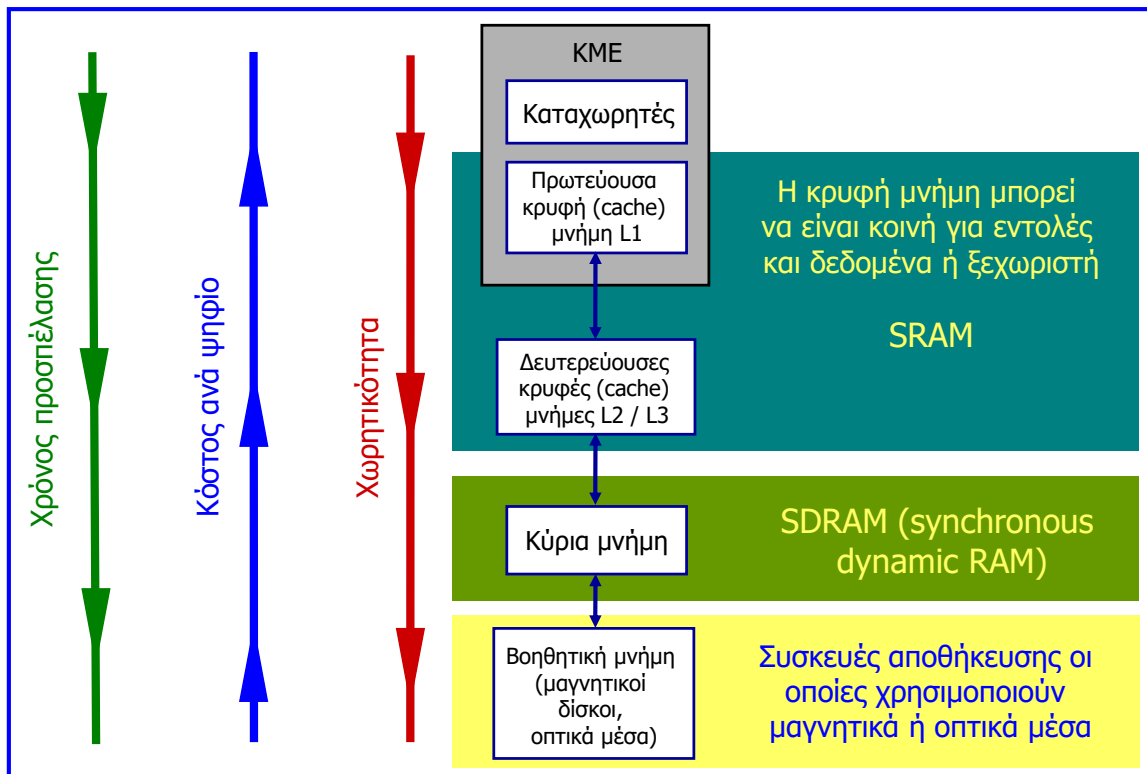 Χρόνος προσπέλασης
Κόστος ανά ψηφίο
Χωρητικότητα
ΚΜΕ
Καταχωρητές
Πρωτεύουσα
κρυφή (cache)
μνήμη L1
Η κρυφή μνήμη μπορεί
να είναι κοινή για εντολές
και δεδομένα ή ξεχωριστή
SRAM
Δευτερεύουσες
κρυφές (cache)
μνήμες L2 / L3
Κύρια μνήμη
SDRAM (synchronous
dynamic RAM)
Βοηθητική μνήμη
(μαγνητικοί
δίσκοι,
οπτικά μέσα)
Συσκευές αποθήκευσης οι
οποίες χρησιμοποιούν
μαγνητικά ή οπτικά μέσα